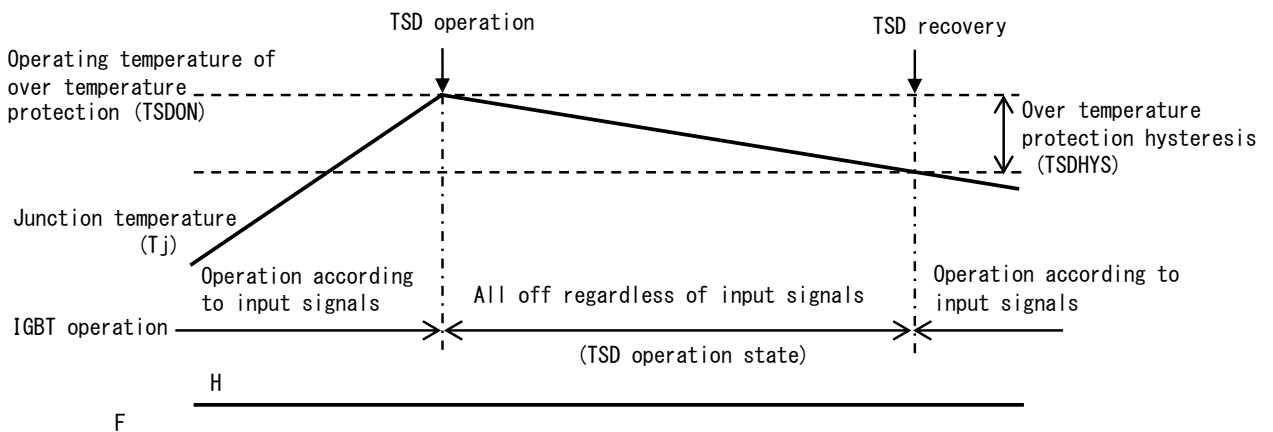 TSD operation
TSD recovery
Operating temperature of
over temperature
protection (TSDON)
Over temperature
protection hysteresis
(TSDHYS)
Junction temperature
(Tj)
Operation according
to input signals
All off regardless of input signals
Operation according to
input signals
IGBT operation
(TSD operation state)
H
F